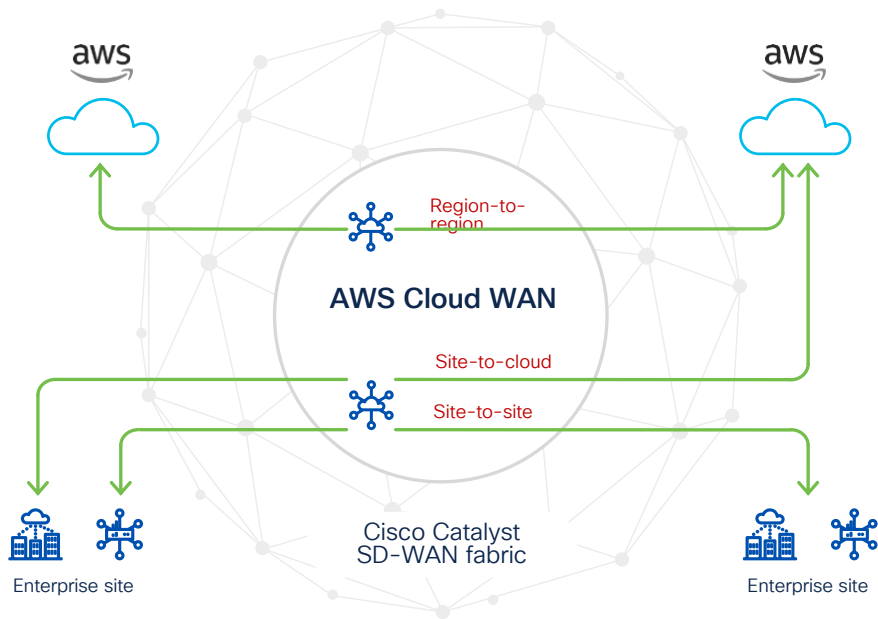 aws
aws
Region-to-
region
AWS Cloud WAN
Site-to-cloud
Site-to-site
Cisco Catalyst
SD-WAN fabric
Enterprise site
Enterprise site